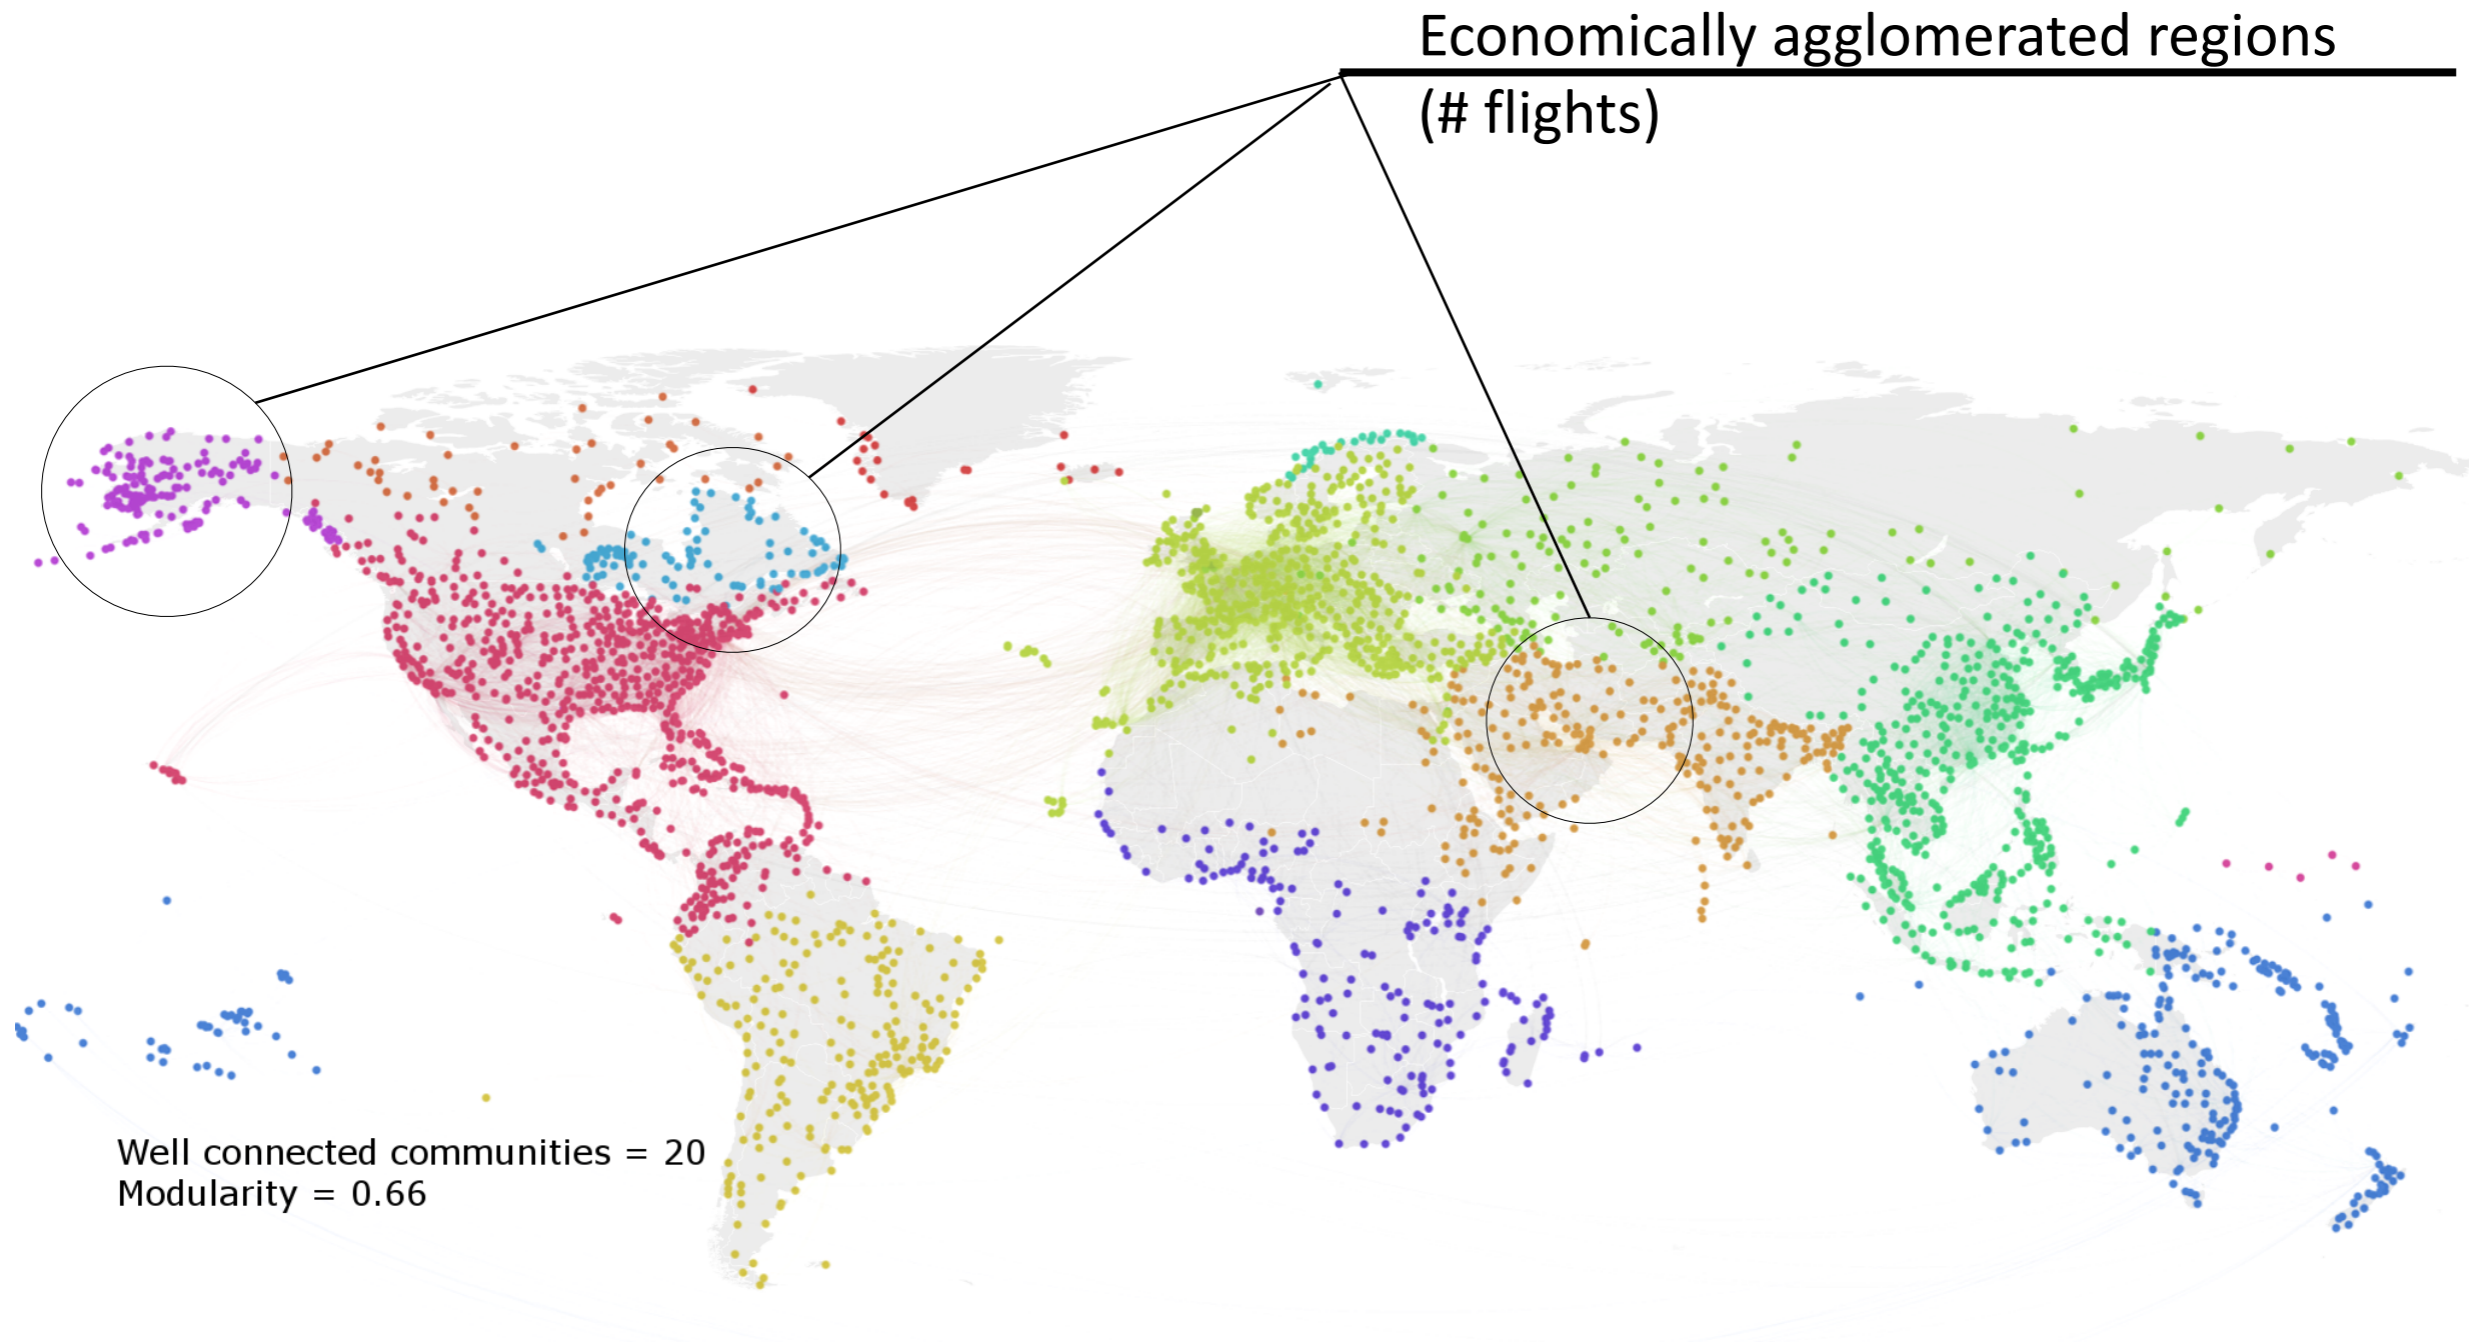 Economically agglomerated regions
(# flights)
Well connected communities = 20
Modularity = 0.66